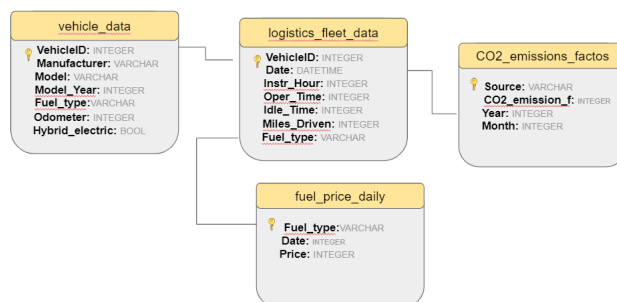 vehicle_data
VehicleID: INTEGER
Manufacturer: VARCHAR
Model: VARCHAR
Model_Year: INTEGER
Fuel_type:VARCHAR
Odometer: INTEGER
Hybrid_electric: BOOL
logistics_fleet_data
VehicleID: INTEGER
Date: DATETIME
Instr_Hour: INTEGER
Oper_Time: INTEGER
Idle_Time: INTEGER
Miles_Driven: INTEGER
Fuel_type: VARCHAR
CO2_emissions_factos
Source: VARCHAR
CO2_emission_f: INTEGER
Year: INTEGER
Month: INTEGER
fuel_price_daily
Fuel_type:VARCHAR
Date: INTEGER
Price: INTEGER